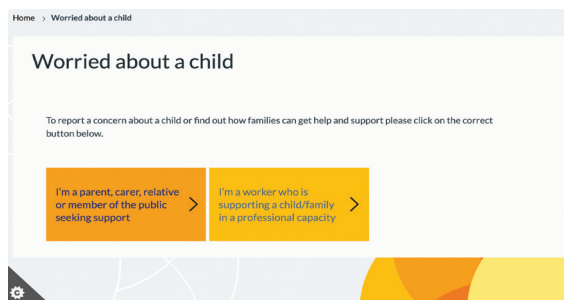 Home > Worried about a child
Worried about a child
To report a concern about a child or find out how families can get help and support please click on the correct
button below.
I'm a parent, carer, relative
or member of the public
seeking support
I'm a worker who is
supporting a child/family
in a professional capacity